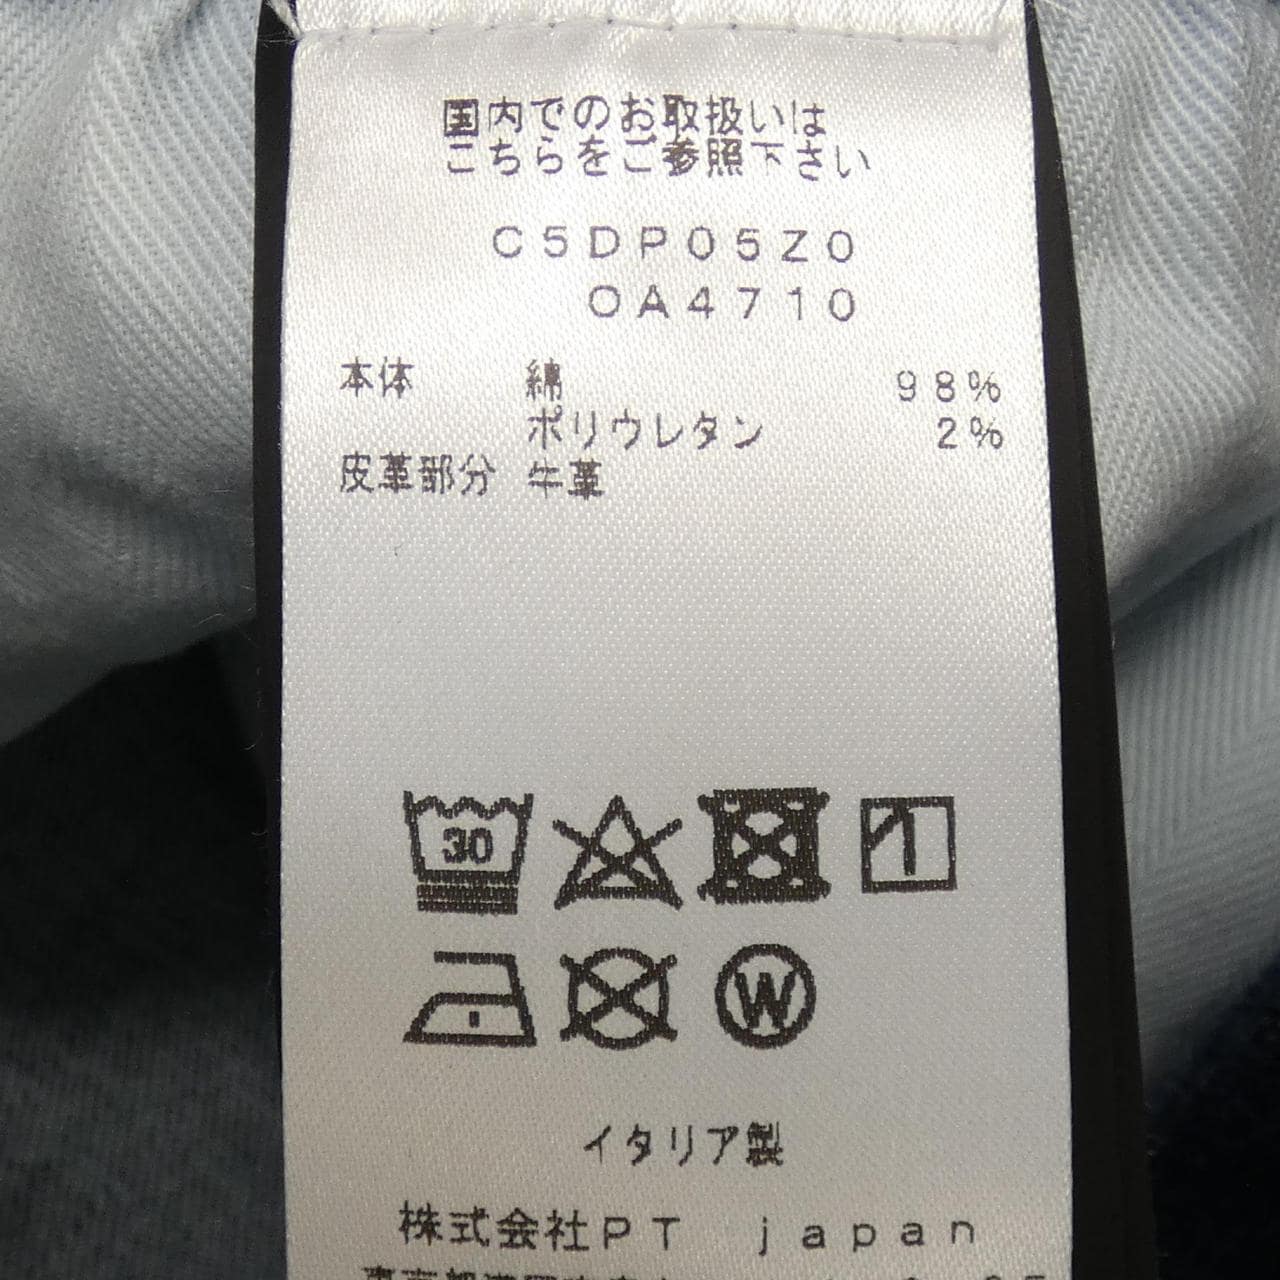 国内でのお取扱いは
こちらをご参照下さい
C5DP05Z0
OA4710
本体 綿 98%
ポリウレタン 2%
皮革部分 牛革
30
W
イタリア製
株式会社PT japan